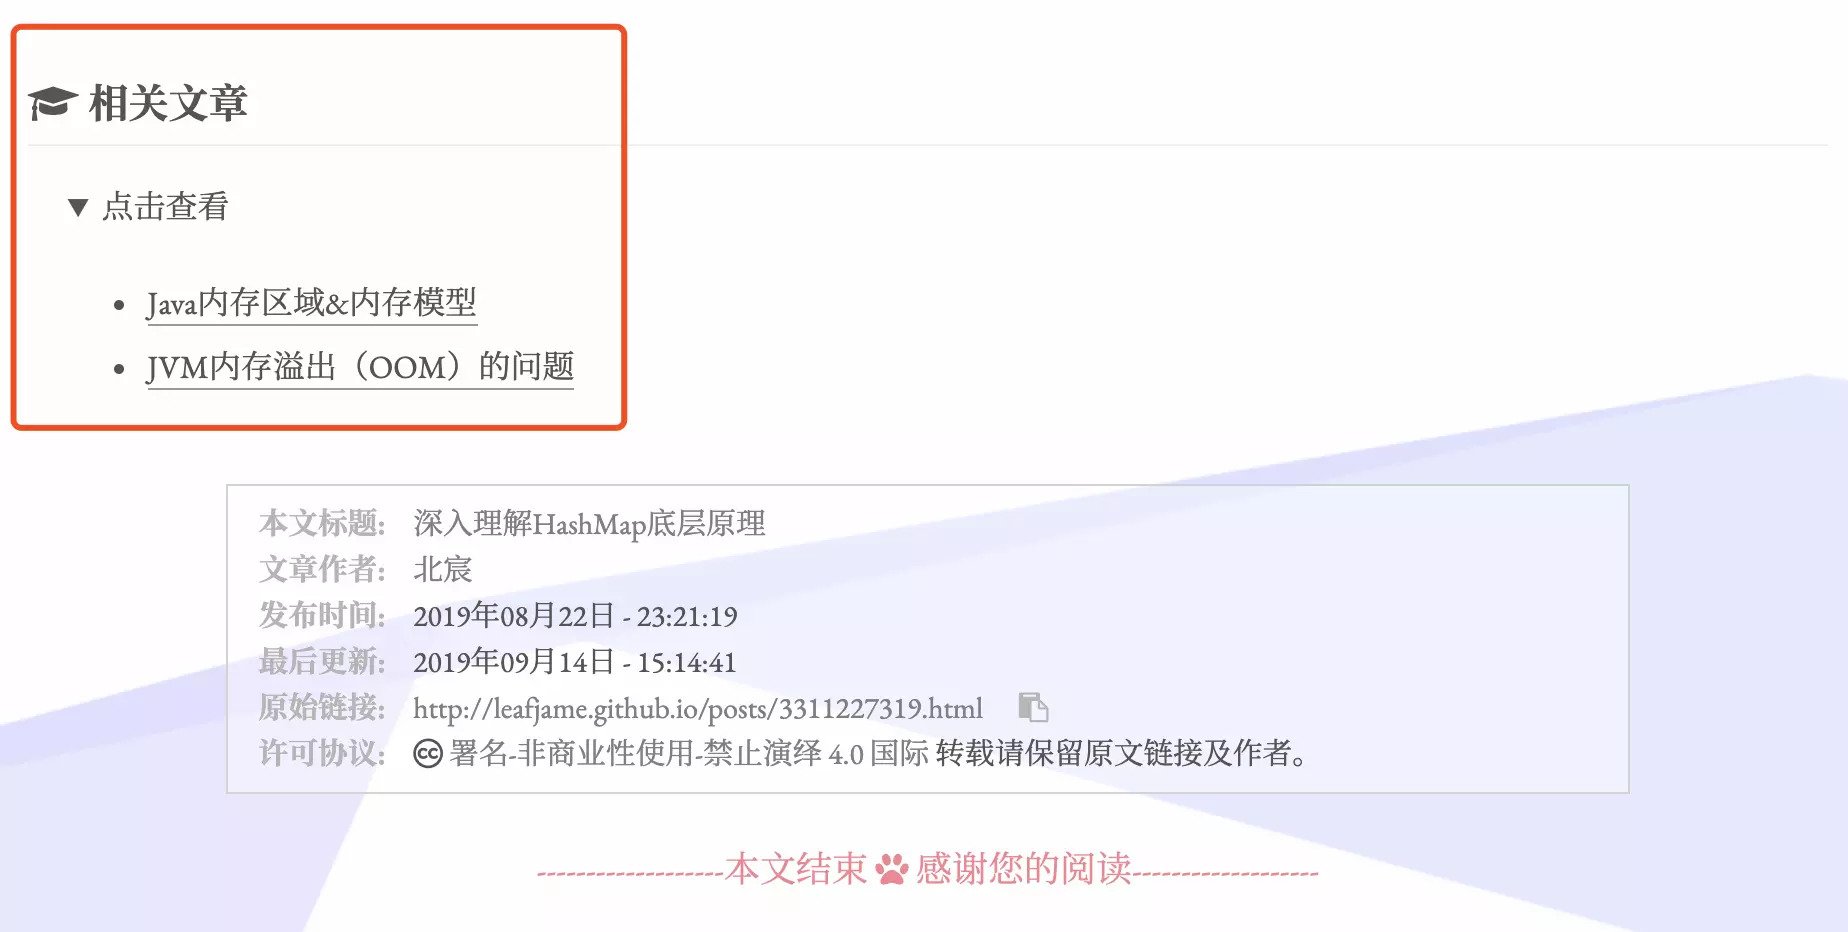 相关文章
点击查看
Java内存区域&内存模型
JVM内存溢出（OOM）的问题
本文标题： 深入理解HashMap底层原理
文章作者： 北宸
发布时间： 2019年08月22日 - 23:21:19
最后更新： 2019年09月14日 - 15:14:41
原始链接： http://leafjame.github.io/posts/3311227319.html
许可协议： cc 署名-非商业性使用-禁止演绎 4.0 国际 转载请保留原文链接及作者。
-------------------本文结束 感谢您的阅读-------------------